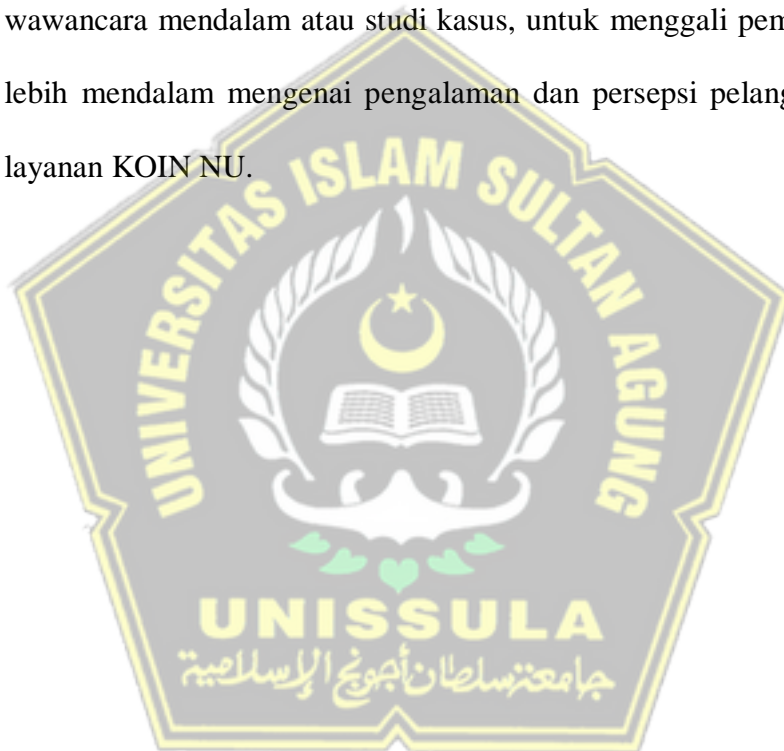 wawancara mendalam atau studi kasus, untuk menggali pem
lebih mendalam mengenai pengalaman dan persepsi pelang
layanan KOIN NU.
UNIVERSITAS ISLAM SULTAN AGUNG
UNISSULA
جامعة سلطان أجونج الإسلامية